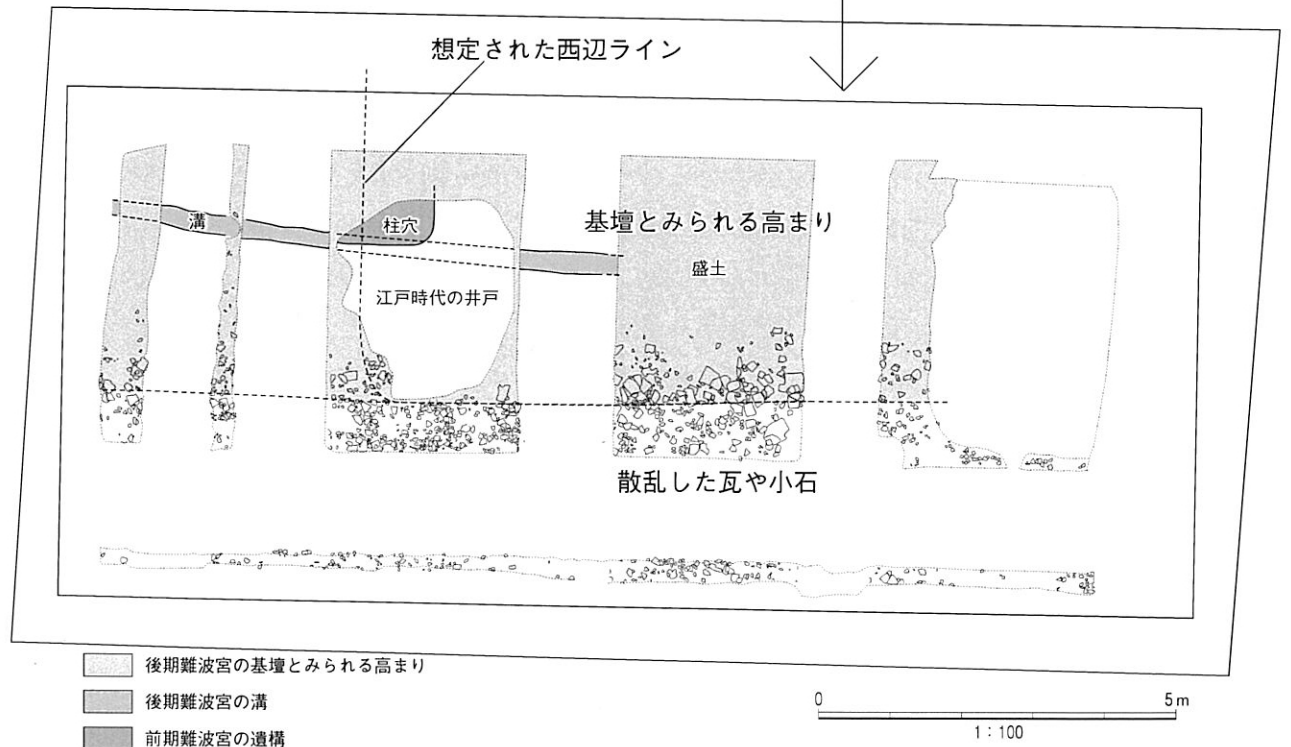 想定された西辺ライン
溝
柱穴
基壇とみられる高まり
盛土
江戸時代の井戸
散乱した瓦や小石
後期難波宮の基壇とみられる高まり
後期難波宮の溝
前期難波宮の遺構
0 5m
1:100